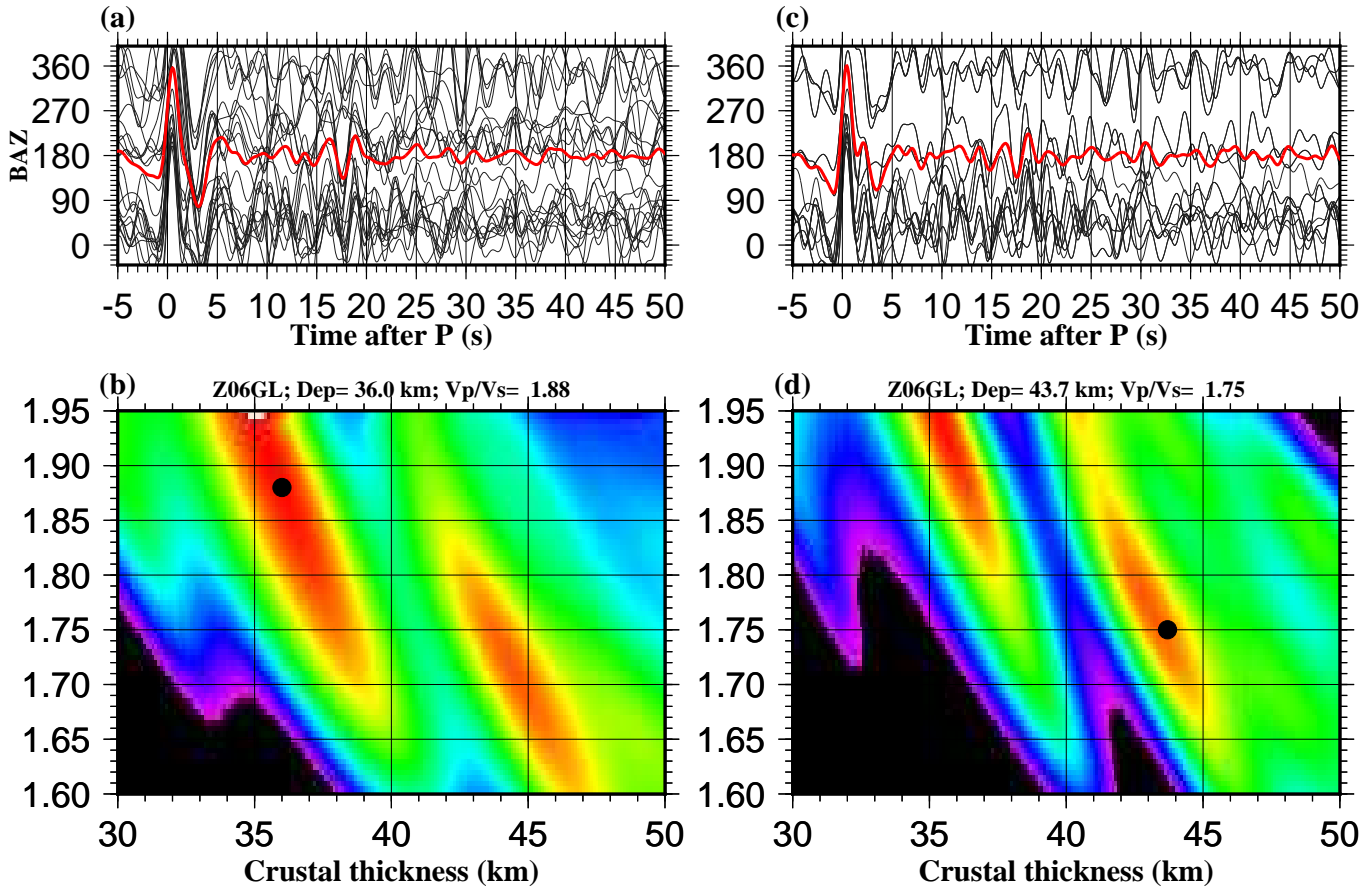 (a)
(c)
BAZ
360
270
180
90
0
-5 0 5 10 15 20 25 30 35 40 45 50
Time after P (s)
360
270
180
90
0
-5 0 5 10 15 20 25 30 35 40 45 50
Time after P (s)
(b)
Z06GL; Dep= 36.0 km; Vp/Vs= 1.88
1.95
1.90
1.85
1.80
1.75
1.70
1.65
1.60
30 35 40 45 50
Crustal thickness (km)
(d)
Z06GL; Dep= 43.7 km; Vp/Vs= 1.75
1.95
1.90
1.85
1.80
1.75
1.70
1.65
1.60
30 35 40 45 50
Crustal thickness (km)